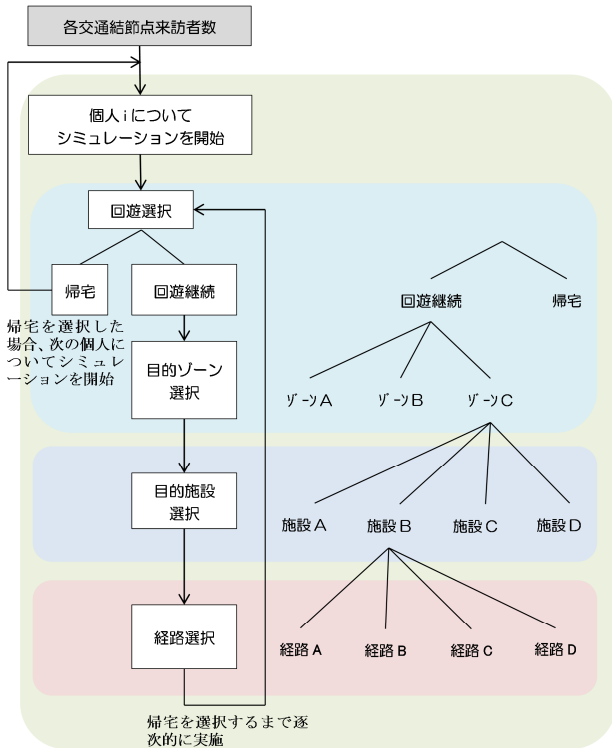 各交通結節点来訪者数
個人iについて
シミュレーションを開始
回遊選択
帰宅
回遊継続
帰宅を選択した
場合、次の個人に
ついてシミュレ
ーションを開始
目的ゾーン
選択
目的施設
選択
経路選択
帰宅を選択するまで逐
次的に実施
回遊継続
帰宅
ｿﾞｰﾝA
ｿﾞｰﾝB
ｿﾞｰﾝC
施設A
施設B
施設C
施設D
経路A
経路B
経路C
経路D